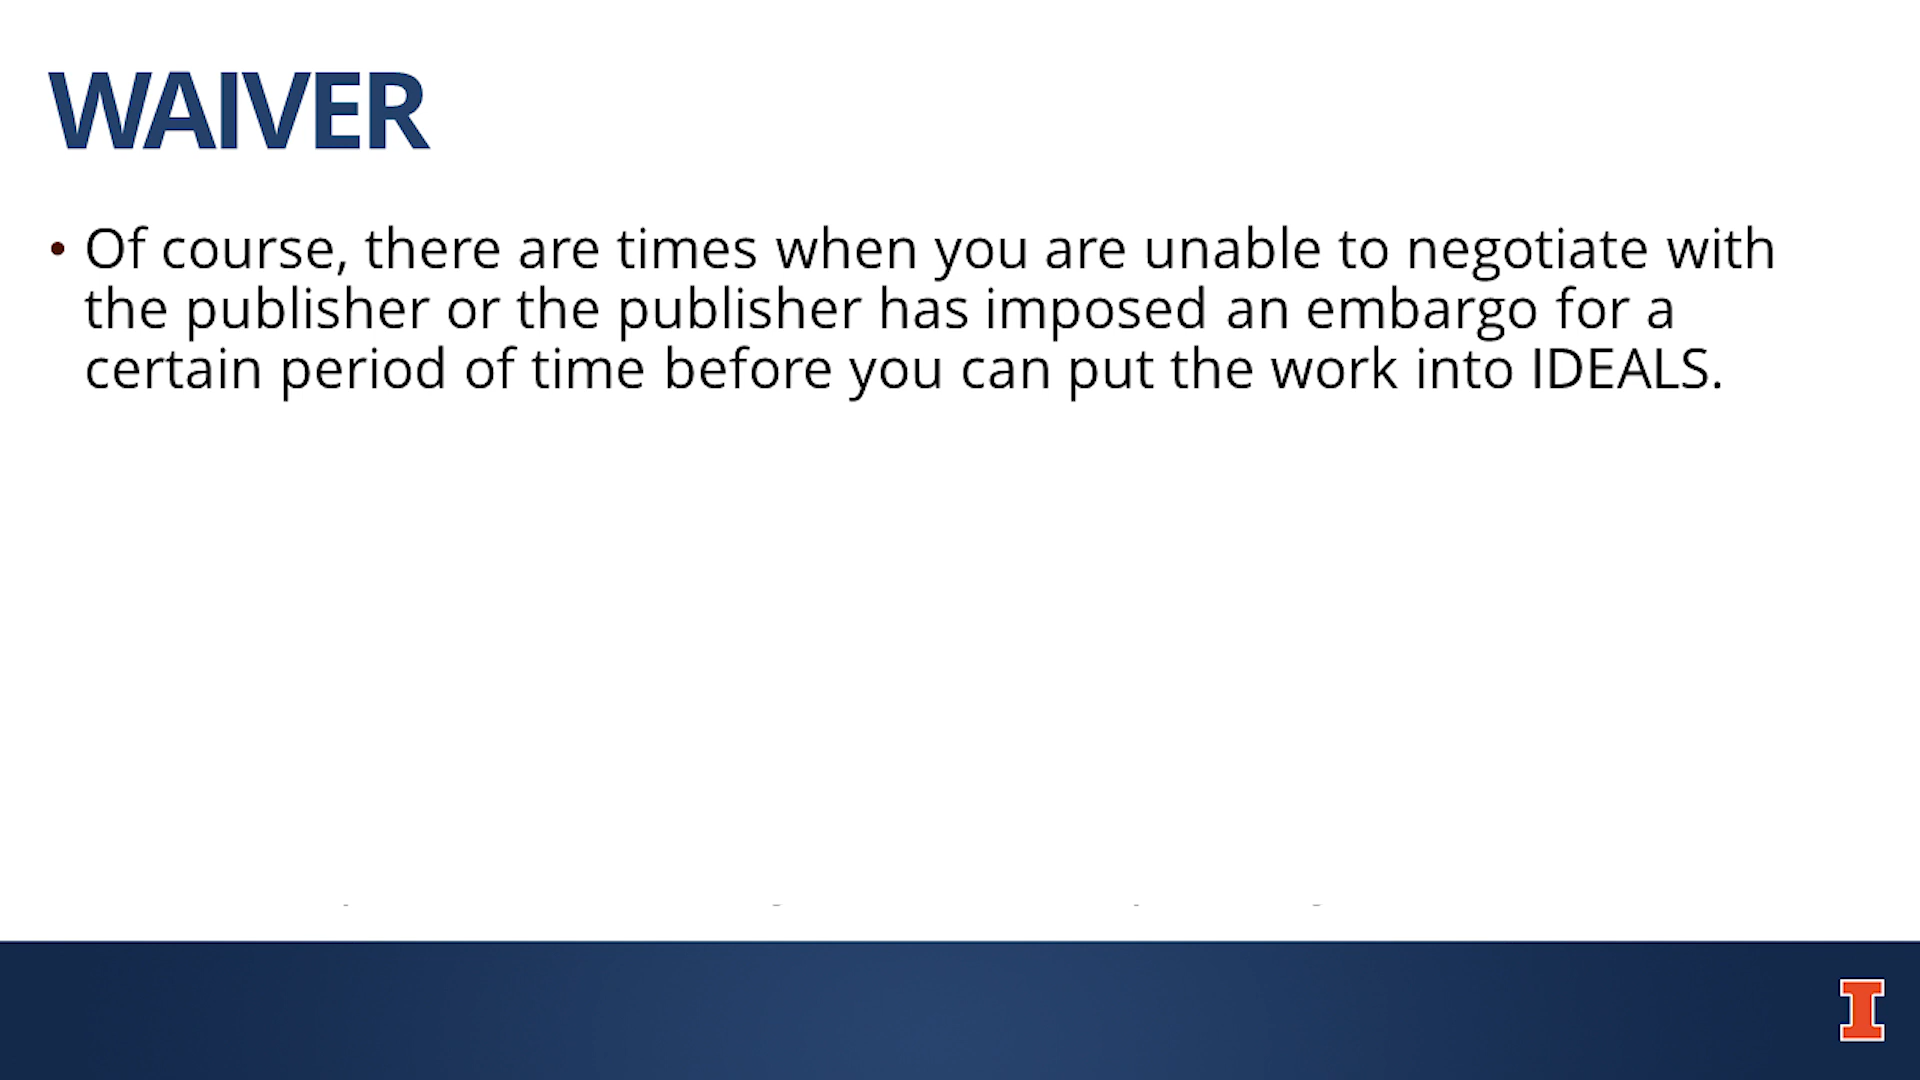 WAIVER
• Of course, there are times when you are unable to negotiate with
the publisher or the publisher has imposed an embargo for a
certain period of time before you can put the work into IDEALS.
I